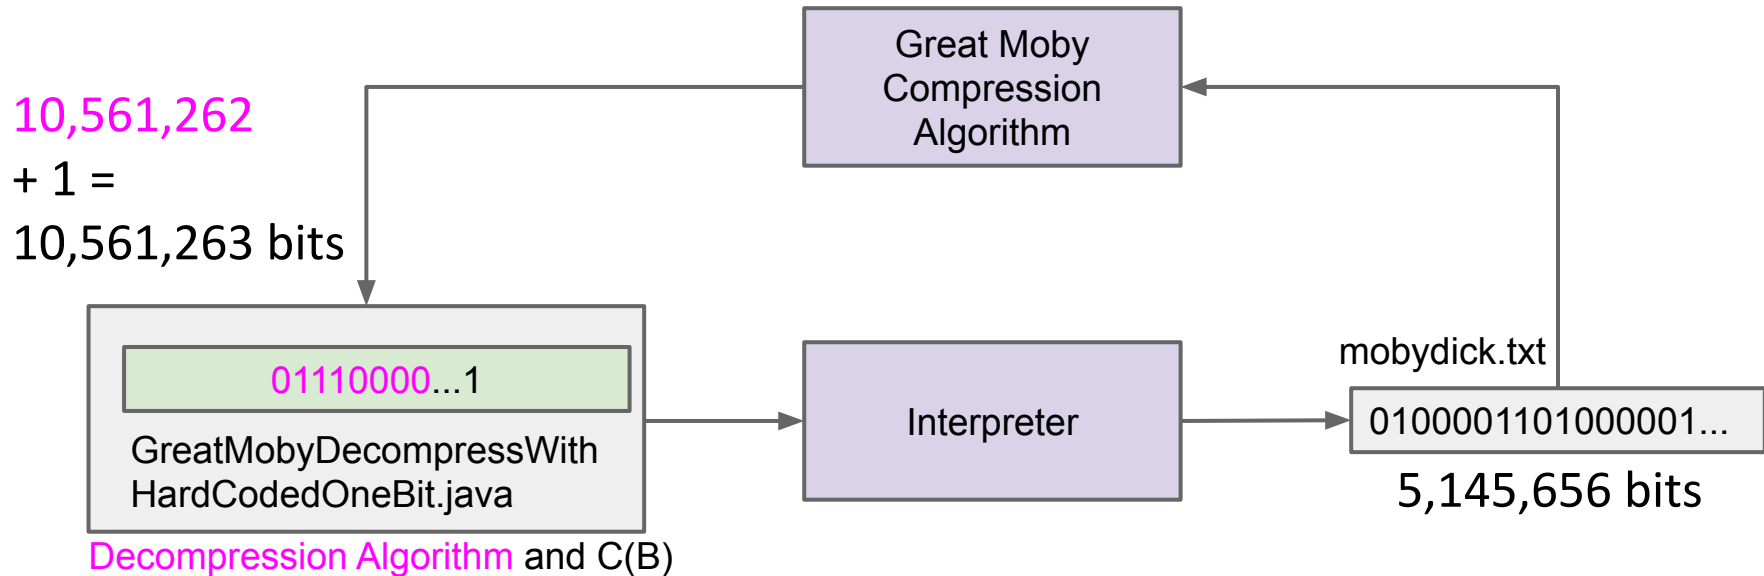 Great Moby
Compression
Algorithm
10,561,262
+ 1 =
10,561,263 bits
01110000...1
GreatMobyDecompressWith
HardCodedOneBit.java
Decompression Algorithm and C(B)
Interpreter
mobydick.txt
0100001101000001...
5,145,656 bits